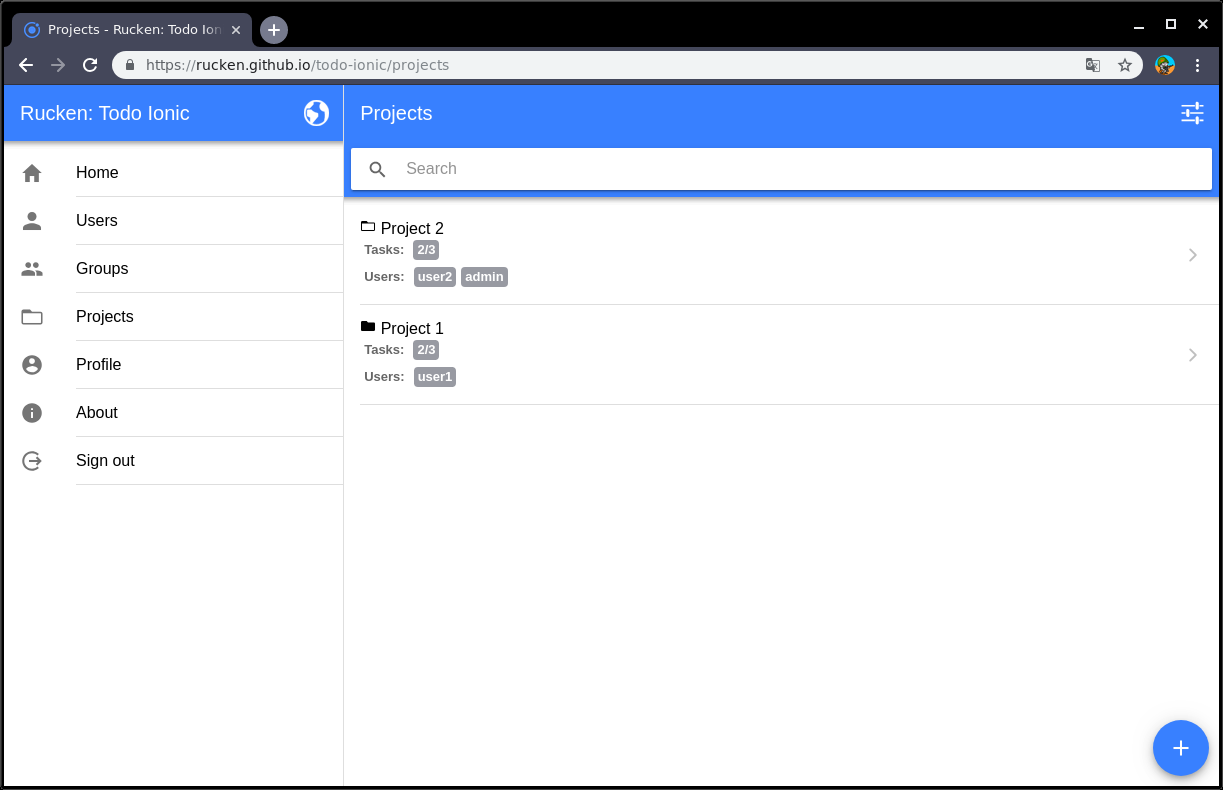 Projects - Rucken: Todo Ion
https://rucken.github.io/todo-ionic/projects
Rucken: Todo Ionic
Home
Users
Groups
Projects
Profile
About
Sign out
Projects
Search
Project 2
Tasks: 2/3
Users: user2 admin
Project 1
Tasks: 2/3
Users: user1